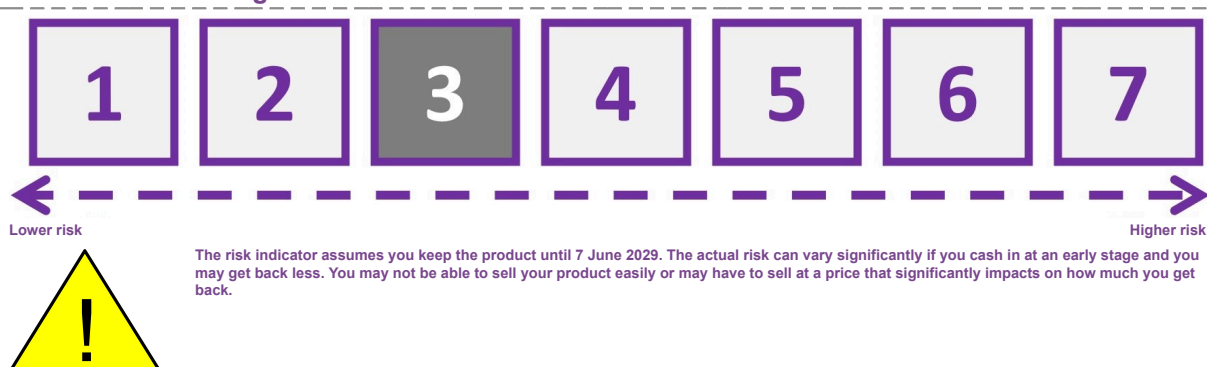 1 2 3 4 5 6 7
Lower risk Higher risk
The risk indicator assumes you keep the product until 7 June 2029. The actual risk can vary significantly if you cash in at an early stage and you
may get back less. You may not be able to sell your product easily or may have to sell at a price that significantly impacts on how much you get
back.
!